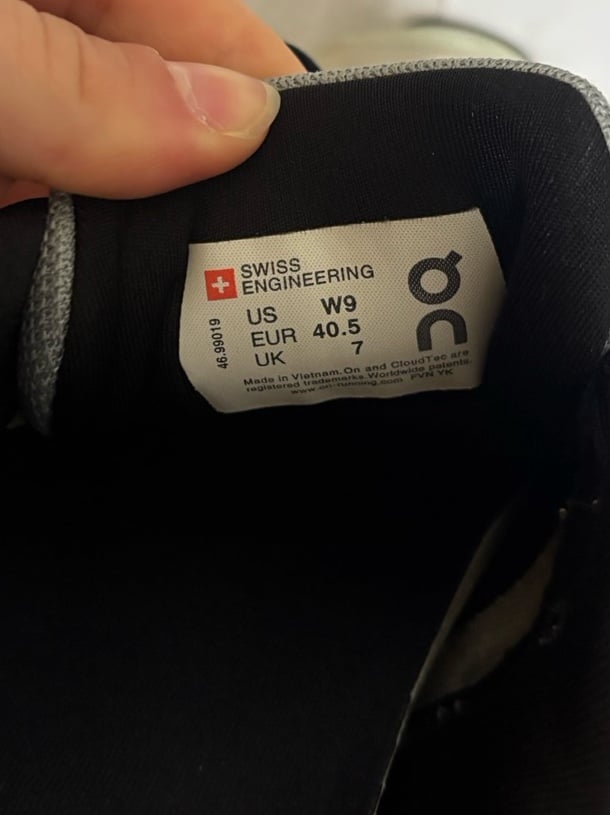 SWISS
ENGINEERING
US W9
EUR 40.5
UK 7
46.99019
Made in Vietnam.On and CloudTec are
registered trademarks.Worldwide patents.
www.on-running.com PVN YK
On